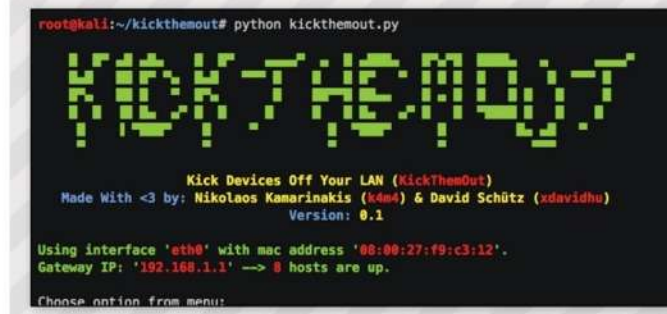 root@kali:~/kickthemout# python kickthemout.py
KICKTHEMOUT
Kick Devices Off Your LAN (KickThemOut)
Made With <3 by: Nikolaos Kamarinakis (k4m4) & David Schütz (xdavidhu)
Version: 0.1
Using interface 'eth0' with mac address '08:00:27:f9:c3:12'.
Gateway IP: '192.168.1.1' —> 8 hosts are up.
Choose option from menu: